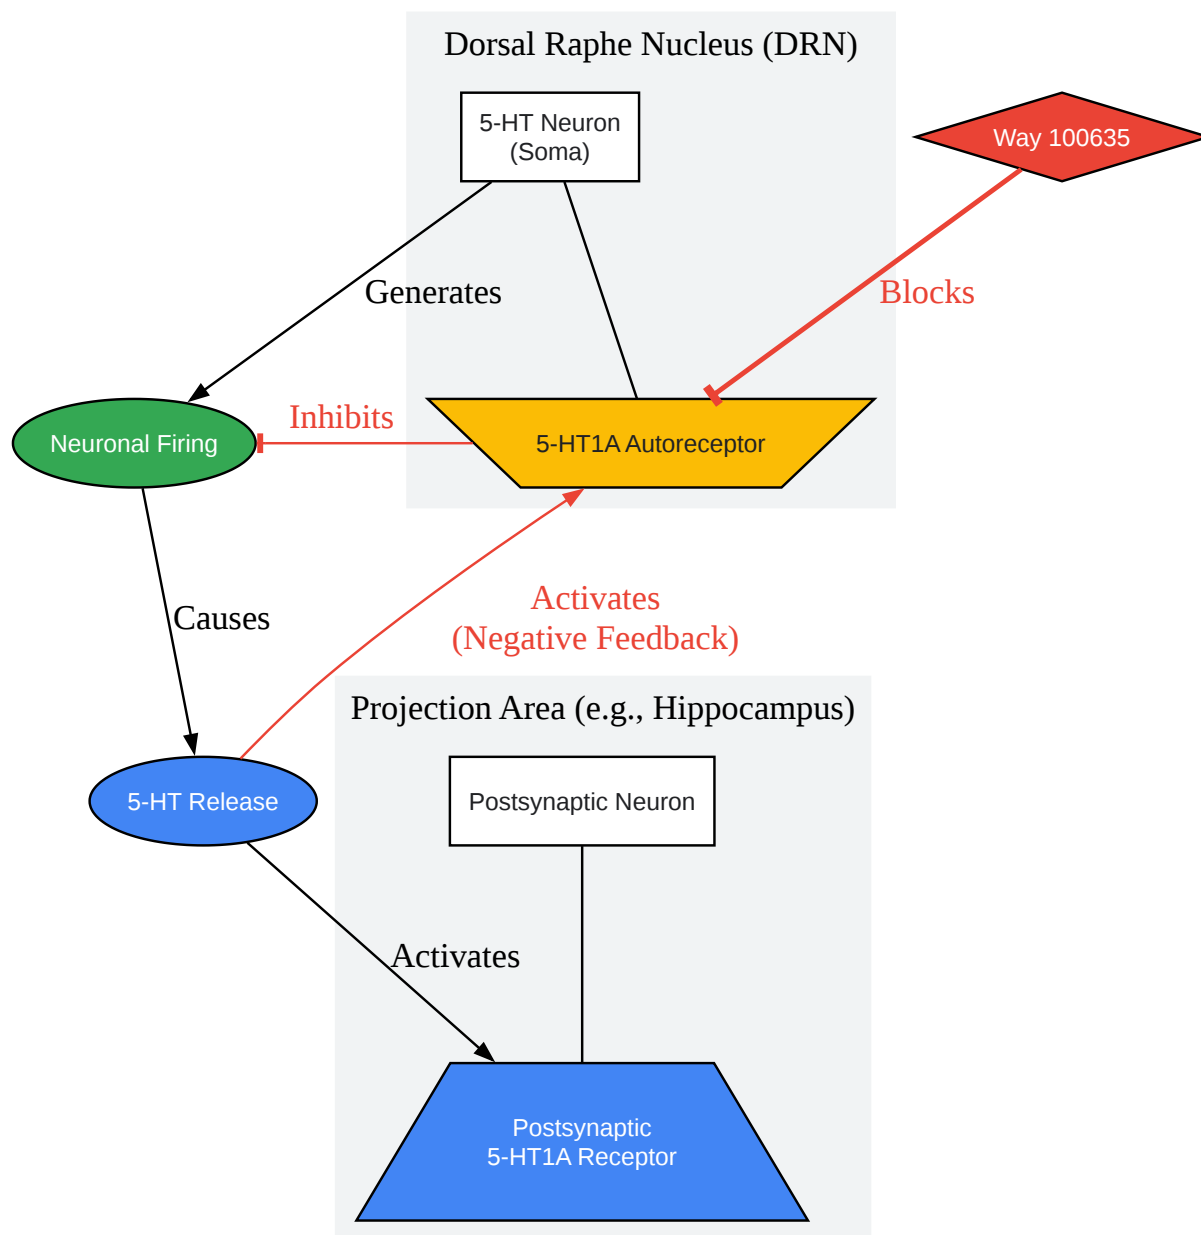 Dorsal Raphe Nucleus (DRN)
5-HT Neuron
(Soma)
Way 100635
Generates
Blocks
Inhibits
Neuronal Firing
5-HT1A Autoreceptor
Activates
(Negative Feedback)
Causes
Projection Area (e.g., Hippocampus)
5-HT Release
Postsynaptic Neuron
Activates
Postsynaptic
5-HT1A Receptor